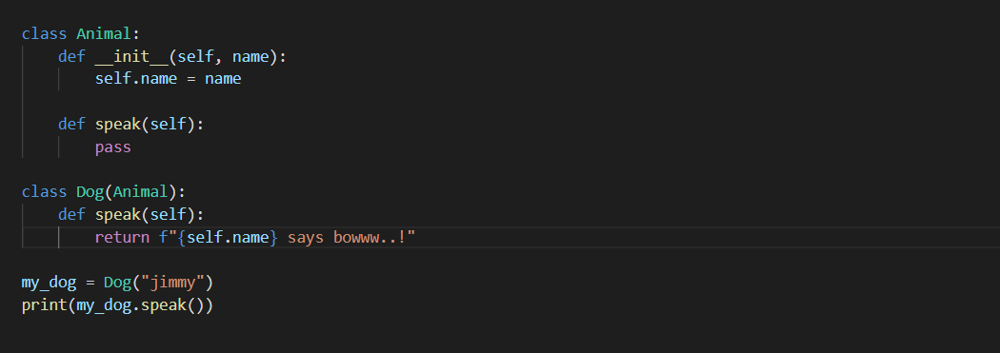 class Animal:
    def __init__(self, name):
        self.name = name
    def speak(self):
        pass
class Dog(Animal):
    def speak(self):
        return f"{self.name} says bowww..!"
my_dog = Dog("jimmy")
print(my_dog.speak())